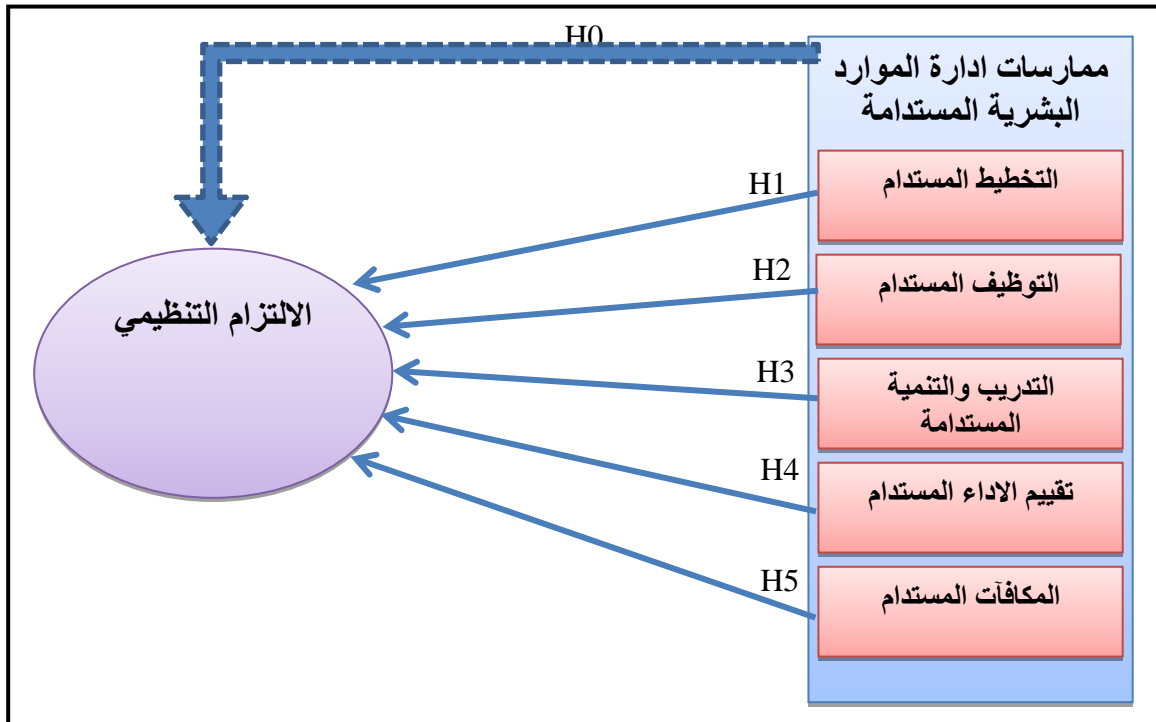 H0
ممارسات ادارة الموارد
البشرية المستدامة
التخطيط المستدام
H1
التوظيف المستدام
H2
الالتزام التنظيمي
التدريب والتنمية
المستدامة
H3
تقييم الاداء المستدام
H4
المكافآت المستدام
H5